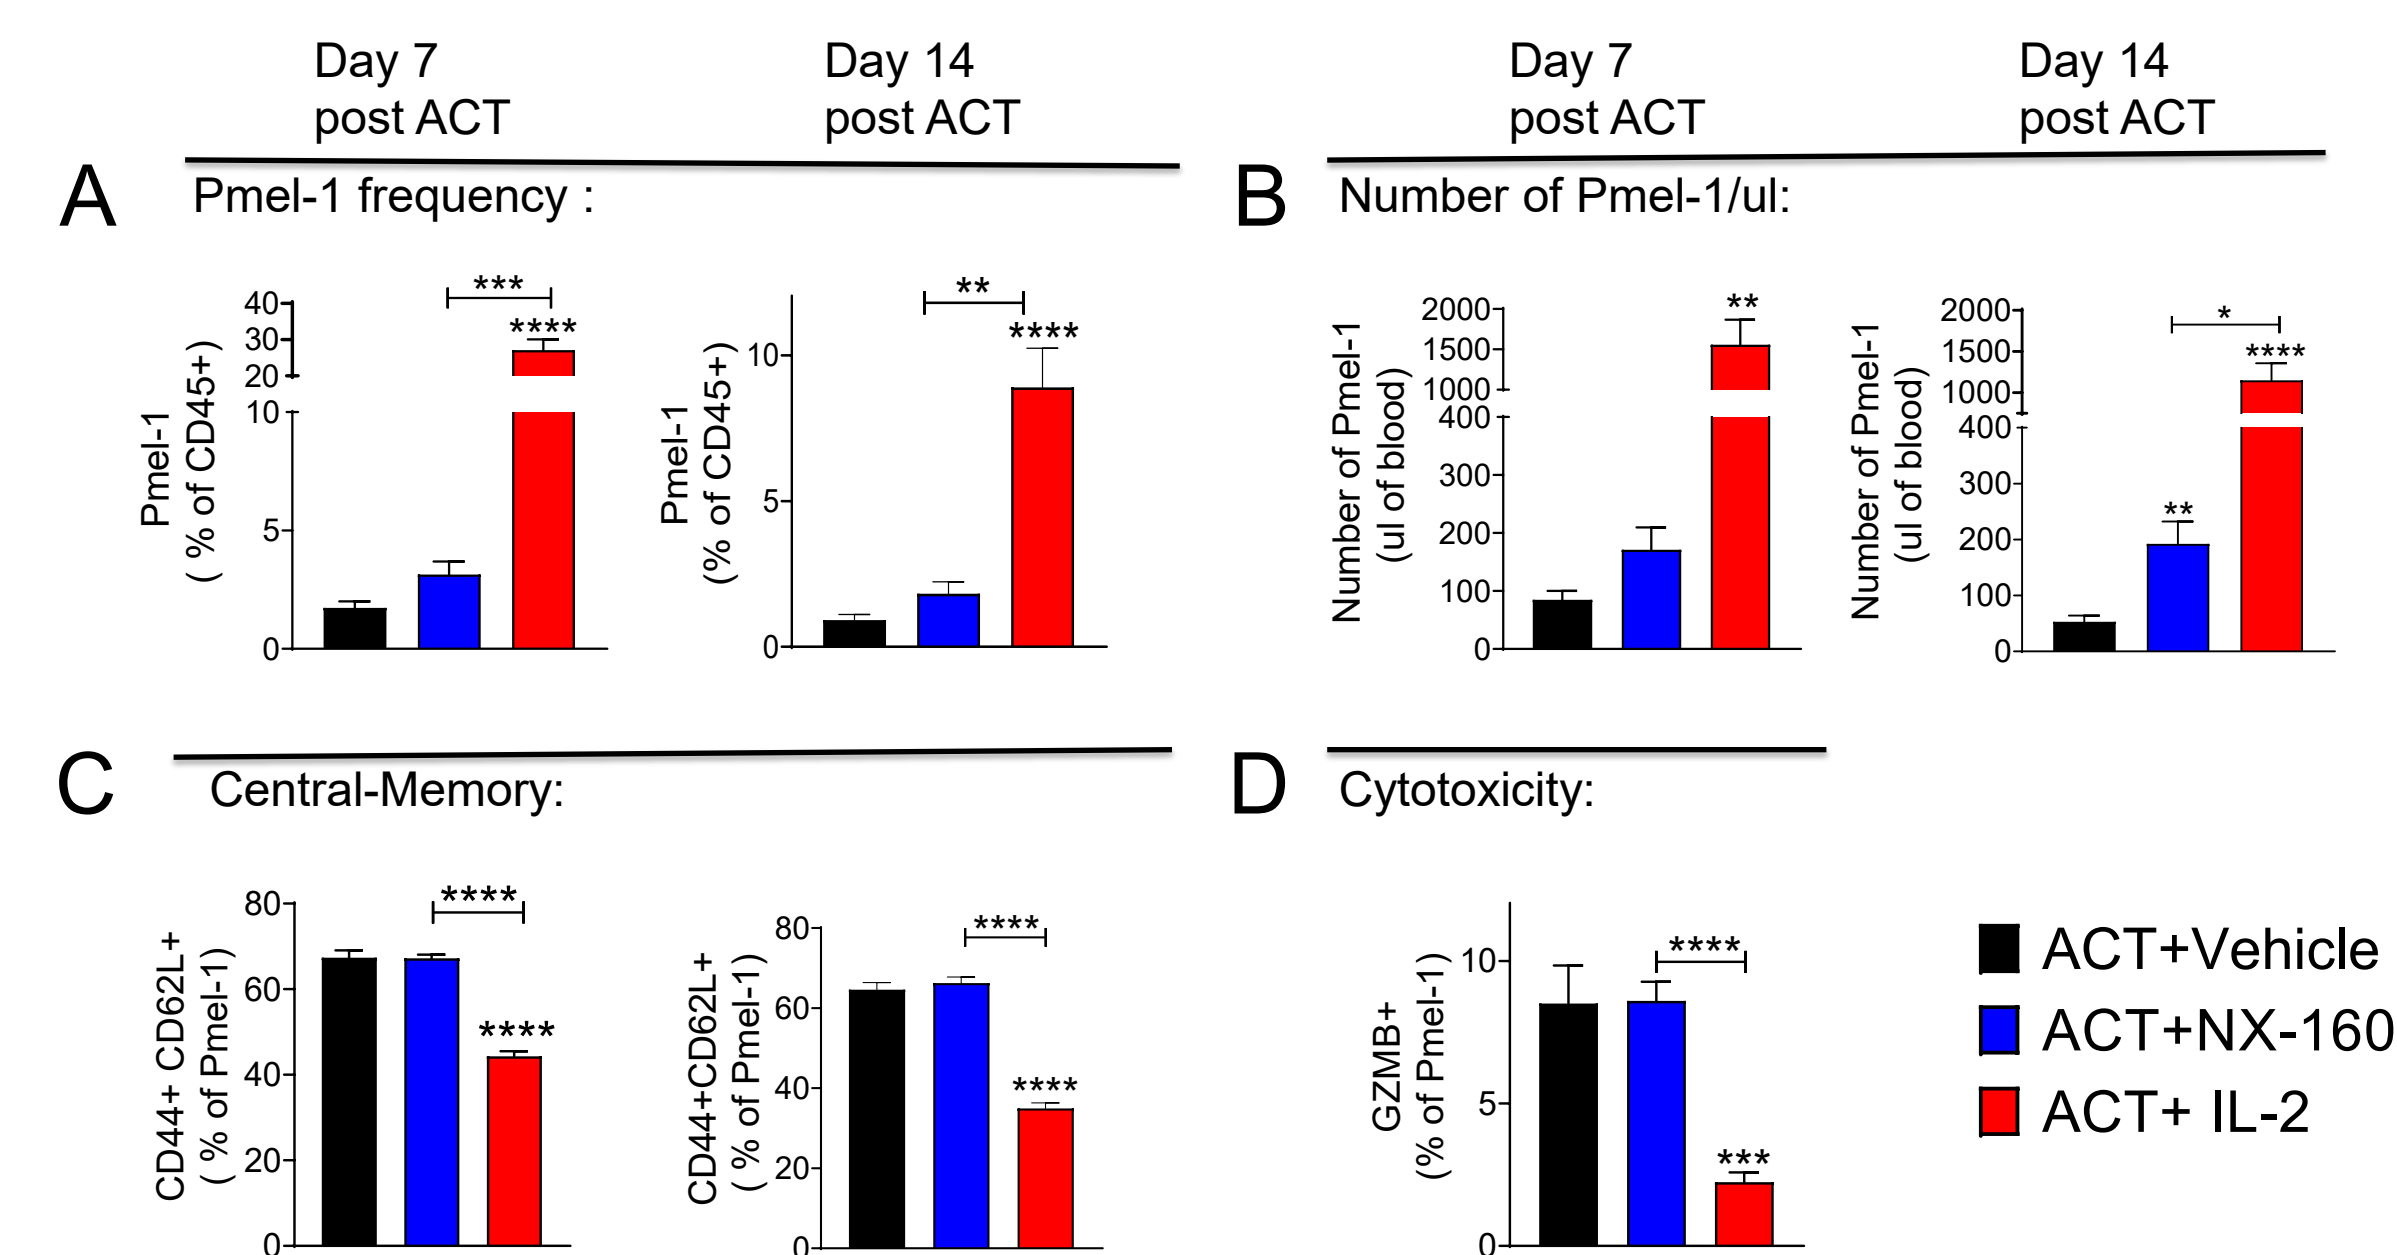 Day 7
post ACT
Day 14
post ACT
Day 7
post ACT
Day 14
post ACT
A
Pmel-1 frequency :
B
Number of Pmel-1/ul:
Pmel-1
( % of CD45+)
40
30
20
10
5
0
***
****
Pmel-1
(% of CD45+)
10
5
0
**
****
Number of Pmel-1
(ul of blood)
2000
1500
1000
400
300
200
100
0
**
Number of Pmel-1
(ul of blood)
2000
1500
1000
400
300
200
100
0
**
*
****
C
Central-Memory:
D
Cytotoxicity:
CD44+ CD62L+
( % of Pmel-1)
80
60
40
20
0
****
****
CD44+CD62L+
( % of Pmel-1)
80
60
40
20
0
****
****
GZMB+
(% of Pmel-1)
10
5
0
****
***
ACT+Vehicle
ACT+NX-160
ACT+ IL-2